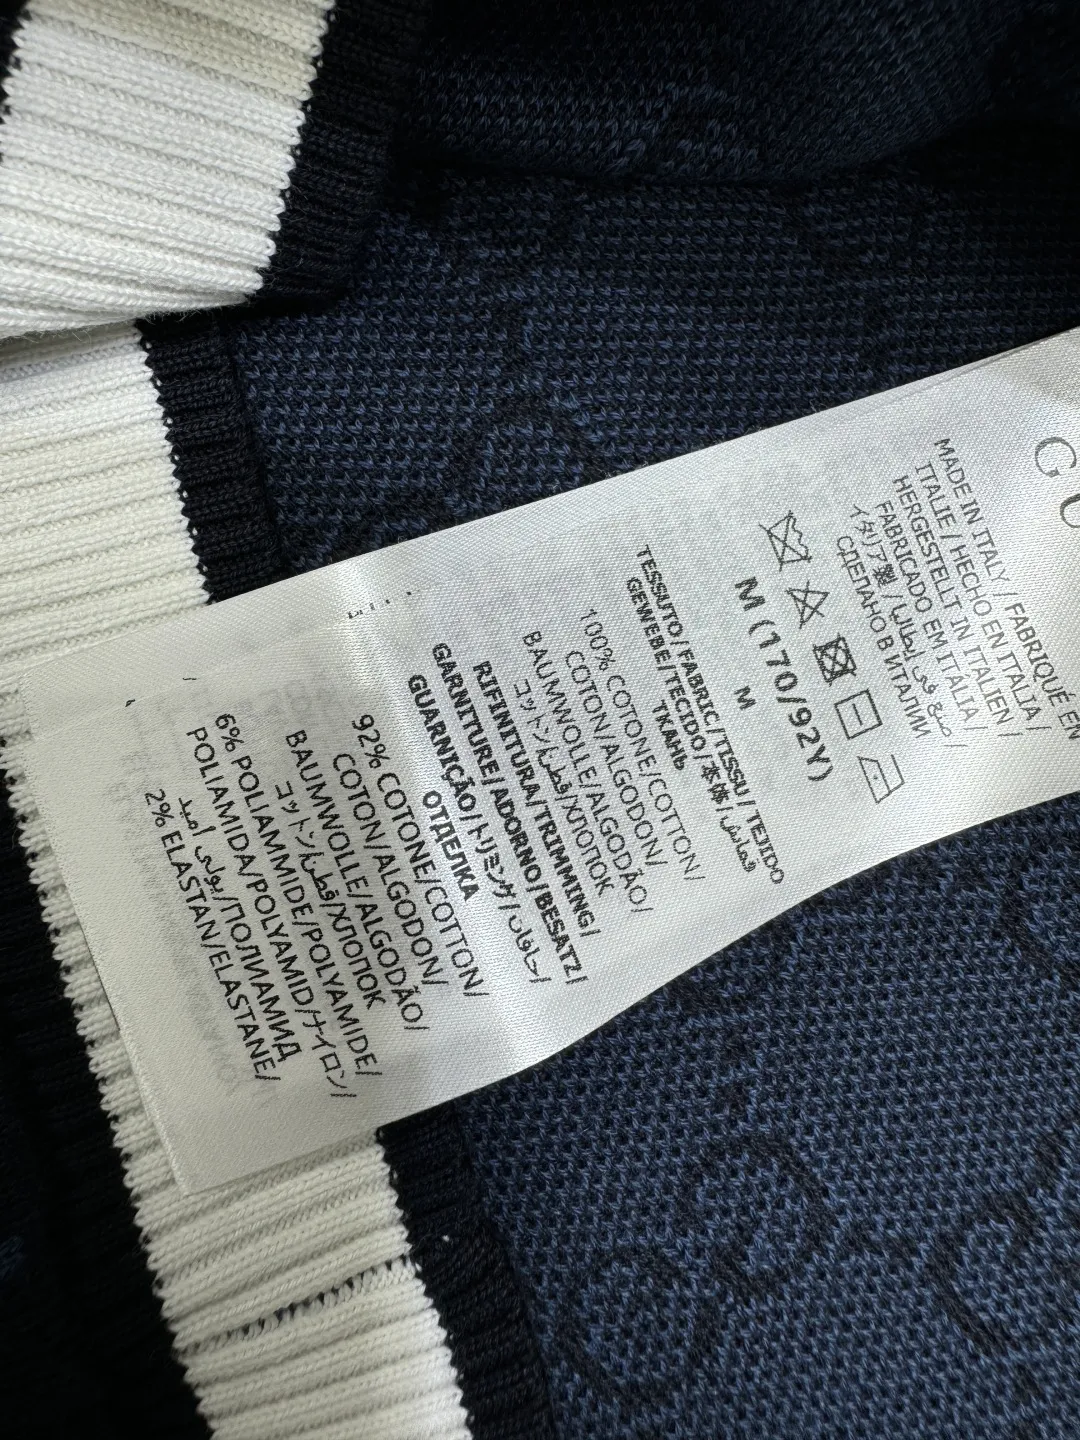 GU
MADE IN ITALY / FABRIQUÉ EN
ITALIE / HECHO EN ITALIA /
HERGESTELLT IN ITALIEN /
FABRICADO EM ITALIA /
イタリア製 / صنع في إيطاليا /
СДЕЛАНО В ИТАЛИИ
M (170/92Y)
M
TESSUTO/FABRIC/TISSU/TEJIDO
GEWEBE/TECIDO/本体/قماش/
ТКАНЬ
100% COTONE/COTTON/
COTON/ALGODON/
BAUMWOLLE/ALGODÃO/
コットン/قطن/ХЛОПОК
RIFINITURA/TRIMMING/
GARNITURE/ADORNO/BESATZ/
GUARNIÇÃO/トリミング/حافات/
ОТДЕЛКА
92% COTONE/COTTON/
COTON/ALGODON/
BAUMWOLLE/ALGODÃO/
コットン/قطن/ХЛОПОК
6% POLIAMMIDE/POLYAMIDE/
POLIAMIDA/POLYAMID/ナイロン/
بولي أميد/ПОЛИАМИД
2% ELASTAN/ELASTANE/